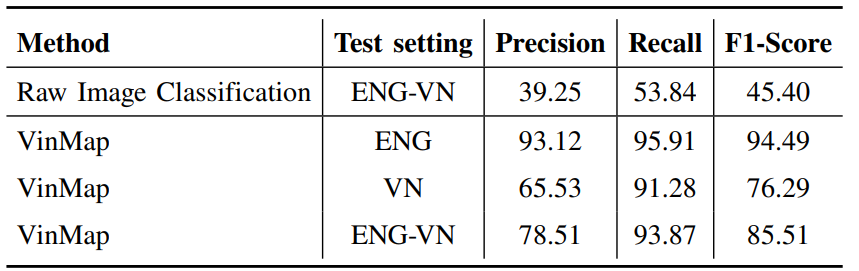 Method Test setting Precision Recall F1-Score
Raw Image Classification ENG-VN 39.25 53.84 45.40
VinMap ENG 93.12 95.91 94.49
VinMap VN 65.53 91.28 76.29
VinMap ENG-VN 78.51 93.87 85.51